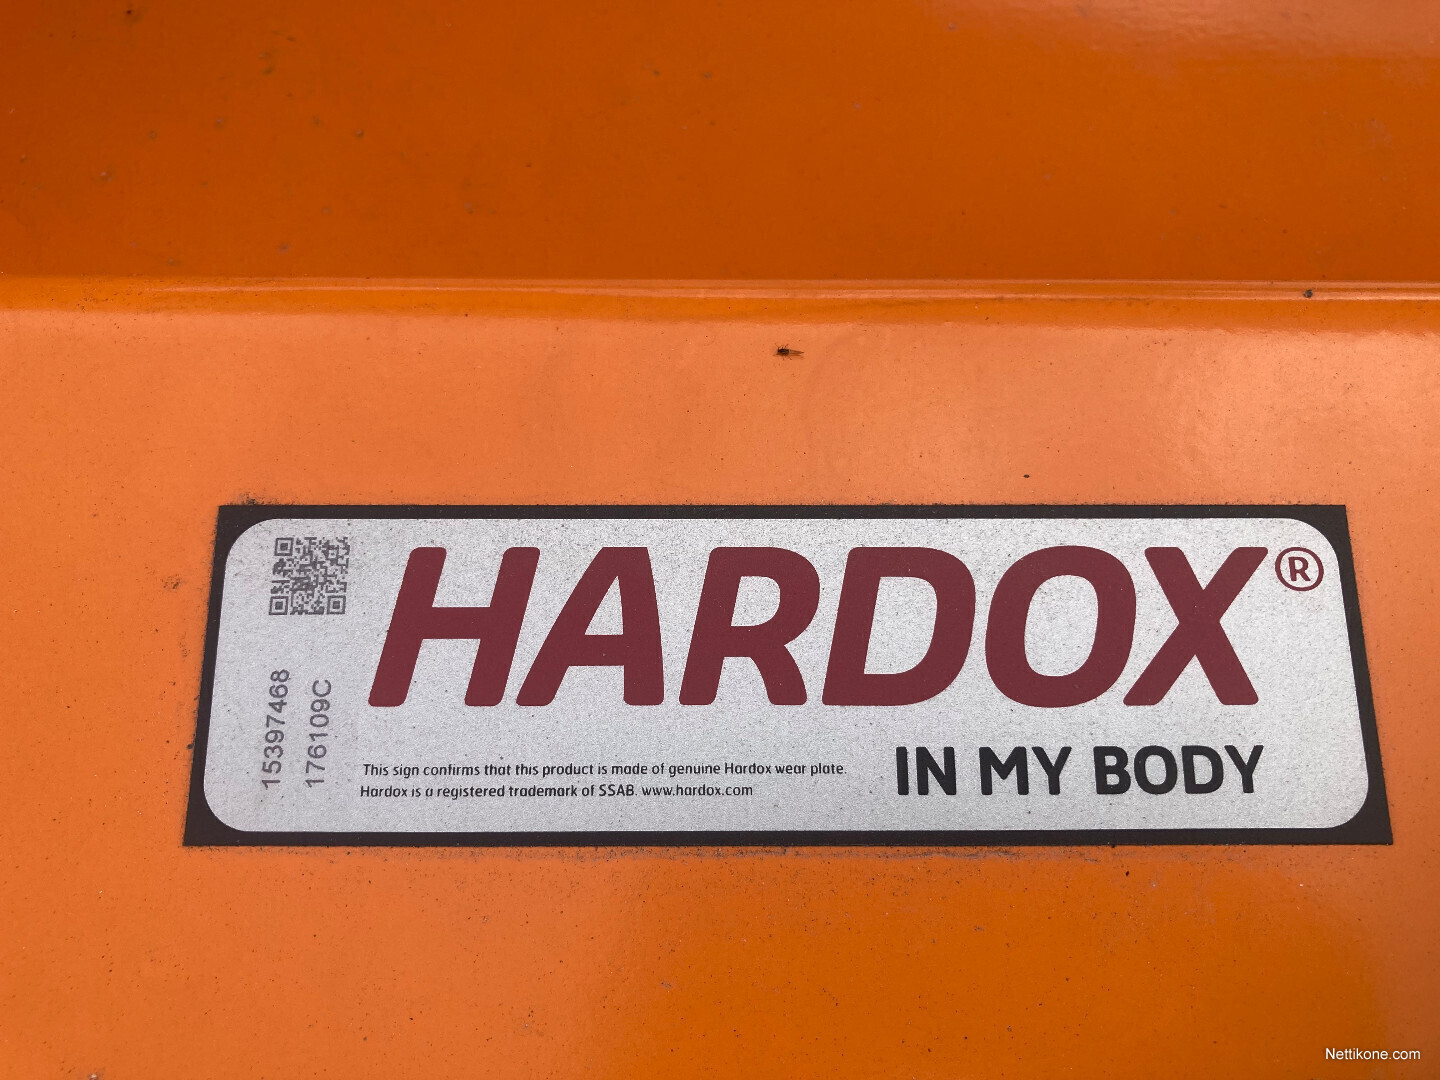 HARDOX®
IN MY BODY
This sign confirms that this product is made of genuine Hardox wear plate.
Hardox is a registered trademark of SSAB. www.hardox.com
15397468
176109C
Nettikone.com